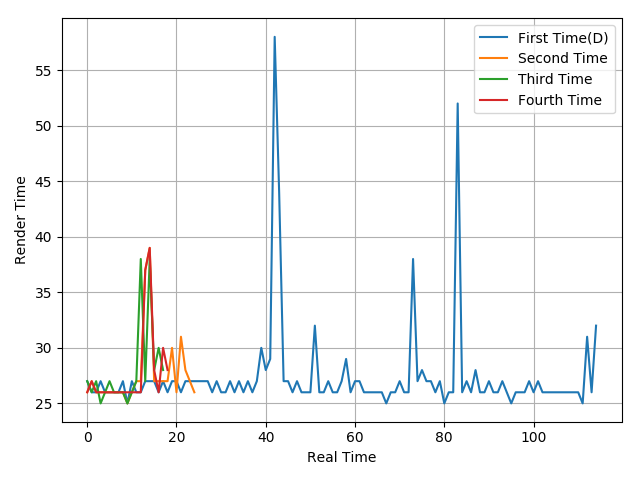 First Time(D)
Second Time
Third Time
Fourth Time
Render Time
55
50
45
40
35
30
25
0 20 40 60 80 100
Real Time